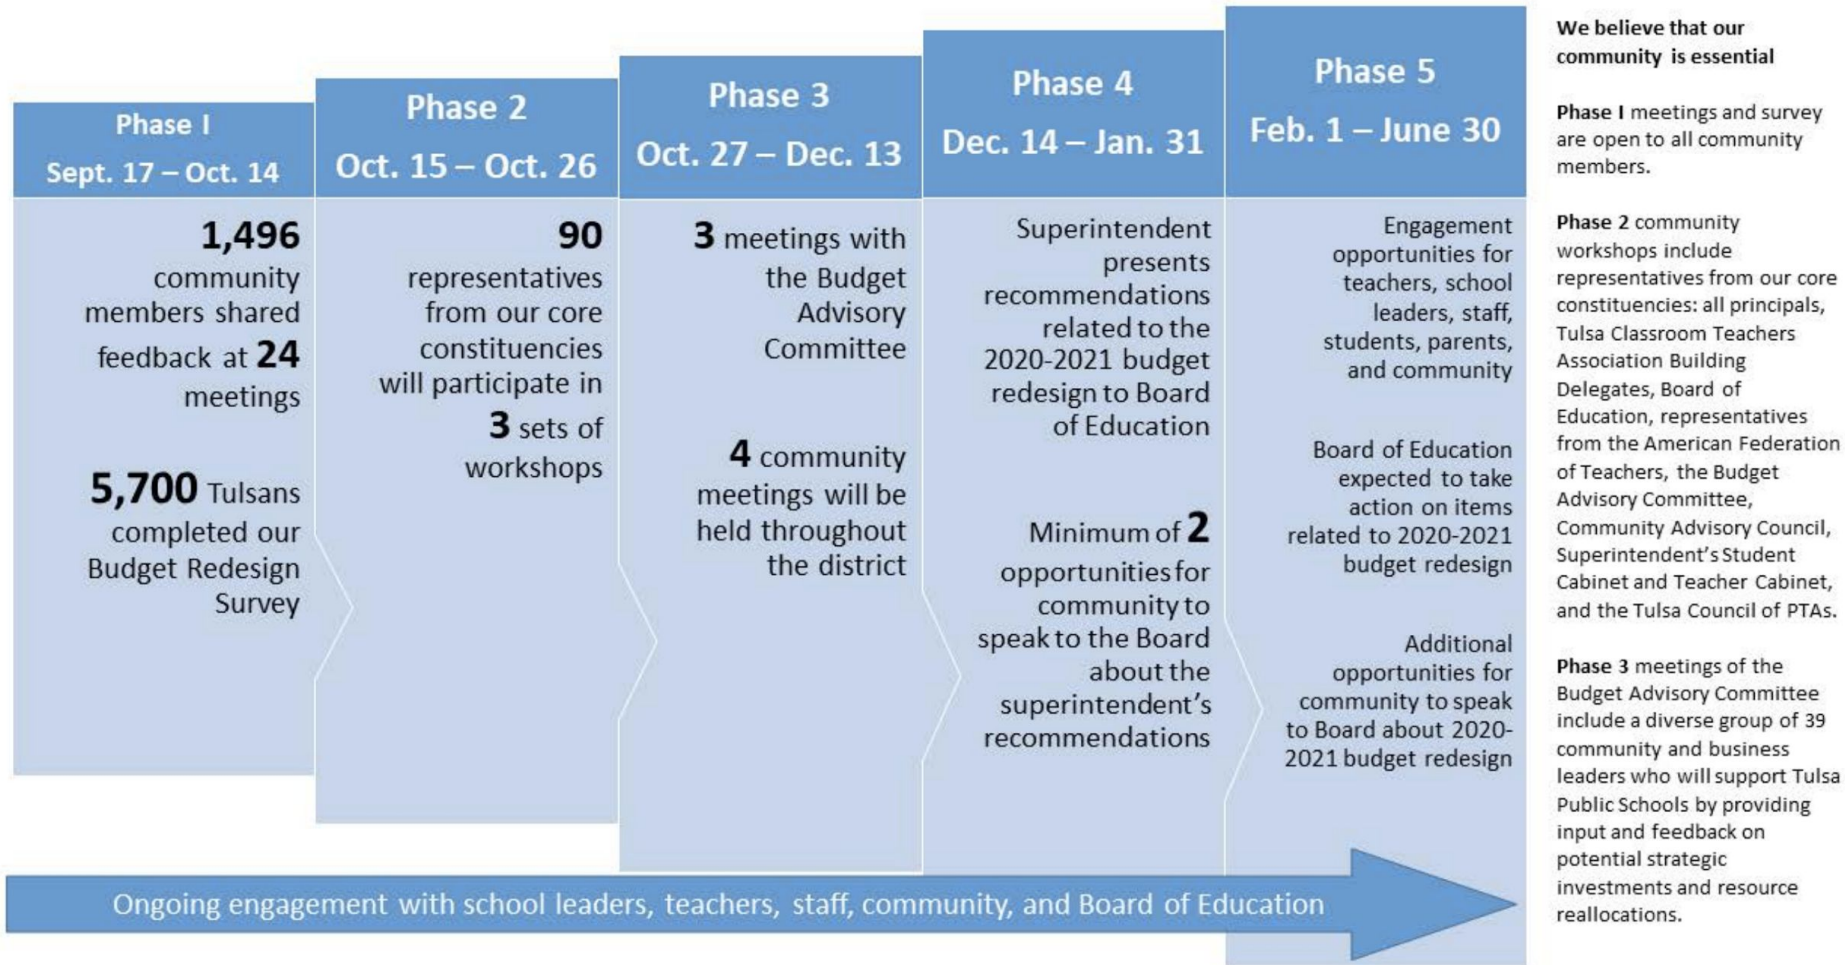 Phase I
Sept. 17 – Oct. 14
1,496
community
members shared
feedback at 24
meetings
5,700 Tulsans
completed our
Budget Redesign
Survey
Phase 2
Oct. 15 – Oct. 26
90
representatives
from our core
constituencies
will participate in
3 sets of
workshops
Phase 3
Oct. 27 – Dec. 13
3 meetings with
the Budget
Advisory
Committee
4 community
meetings will be
held throughout
the district
Phase 4
Dec. 14 – Jan. 31
Superintendent
presents
recommendations
related to the
2020-2021 budget
redesign to Board
of Education
Minimum of 2
opportunities for
community to
speak to the Board
about the
superintendent's
recommendations
Phase 5
Feb. 1 – June 30
Engagement
opportunities for
teachers, school
leaders, staff,
students, parents,
and community
Board of Education
expected to take
action on items
related to 2020-2021
budget redesign
Additional
opportunities for
community to speak
to Board about 2020-
2021 budget redesign
Ongoing engagement with school leaders, teachers, staff, community, and Board of Education
We believe that our
community is essential
Phase I meetings and survey
are open to all community
members.
Phase 2 community
workshops include
representatives from our core
constituencies: all principals,
Tulsa Classroom Teachers
Association Building
Delegates, Board of
Education, representatives
from the American Federation
of Teachers, the Budget
Advisory Committee,
Community Advisory Council,
Superintendent's Student
Cabinet and Teacher Cabinet,
and the Tulsa Council of PTAs.
Phase 3 meetings of the
Budget Advisory Committee
include a diverse group of 39
community and business
leaders who will support Tulsa
Public Schools by providing
input and feedback on
potential strategic
investments and resource
reallocations.